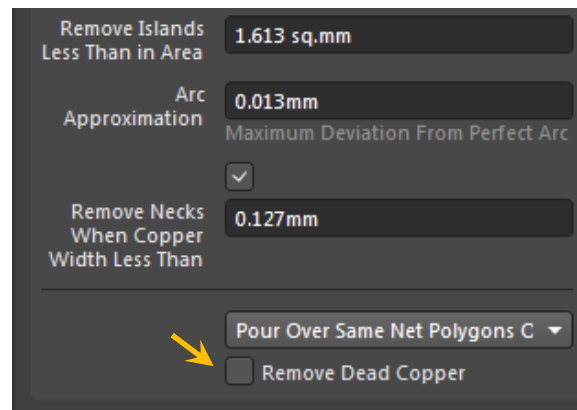 Remove Islands
Less Than in Area
1.613 sq.mm
Arc
Approximation
0.013mm
Maximum Deviation From Perfect Arc
Remove Necks
When Copper
Width Less Than
0.127mm
Pour Over Same Net Polygons O
Remove Dead Copper